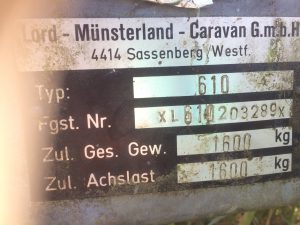 Lord - Münsterland - Caravan G.m.b.H
4414 Sassenberg/Westf.
Typ: 610
Fgst. Nr. XL610203289X
Zul. Ges. Gew. 1600 kg
Zul. Achslast 1600 kg